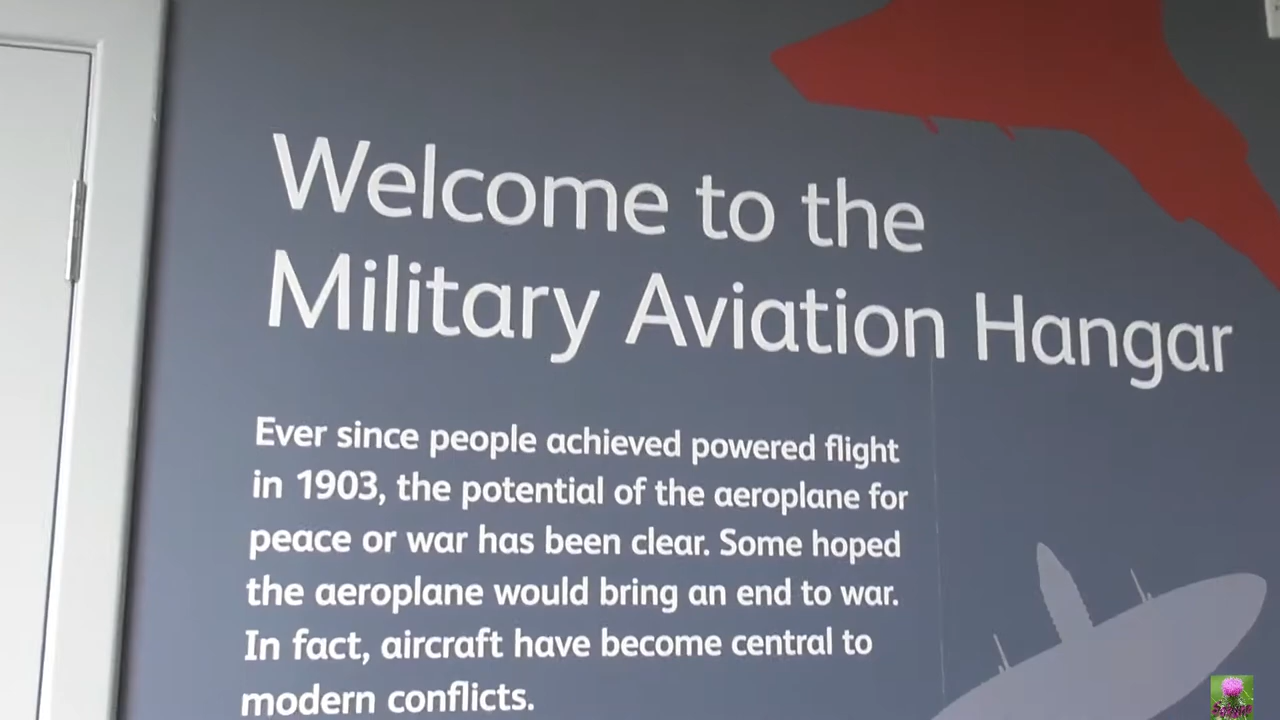 Welcome to the
Military Aviation Hangar
Ever since people achieved powered flight
in 1903, the potential of the aeroplane for
peace or war has been clear. Some hoped
the aeroplane would bring an end to war.
In fact, aircraft have become central to
modern conflicts.